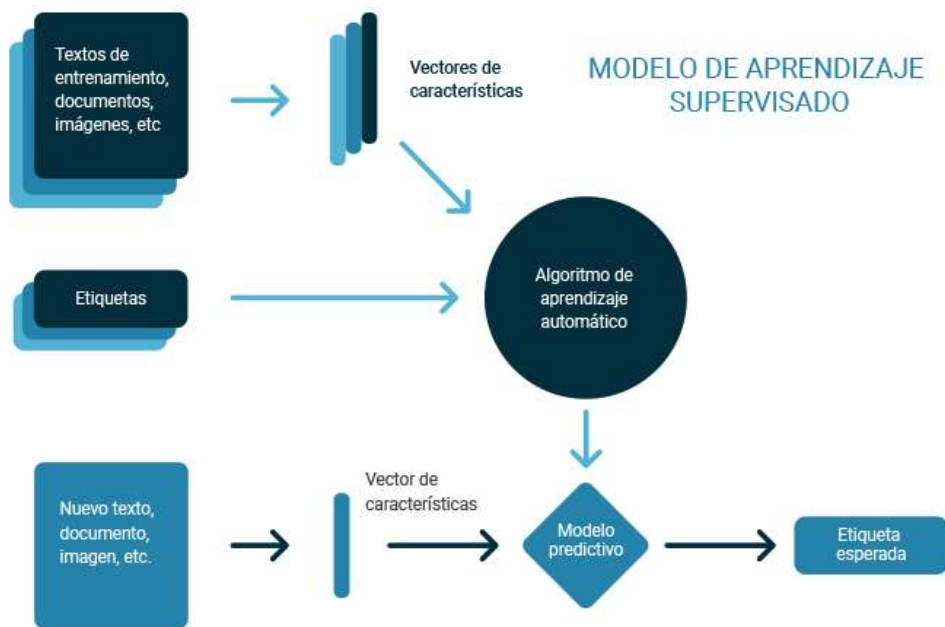 Textos de
entrenamiento,
documentos,
imágenes, etc
Vectores de
características
MODELO DE APRENDIZAJE
SUPERVISADO
Etiquetas
Algoritmo de
aprendizaje
automático
Nuevo texto,
documento,
imagen, etc.
Vector de
características
Modelo
predictivo
Etiqueta
esperada